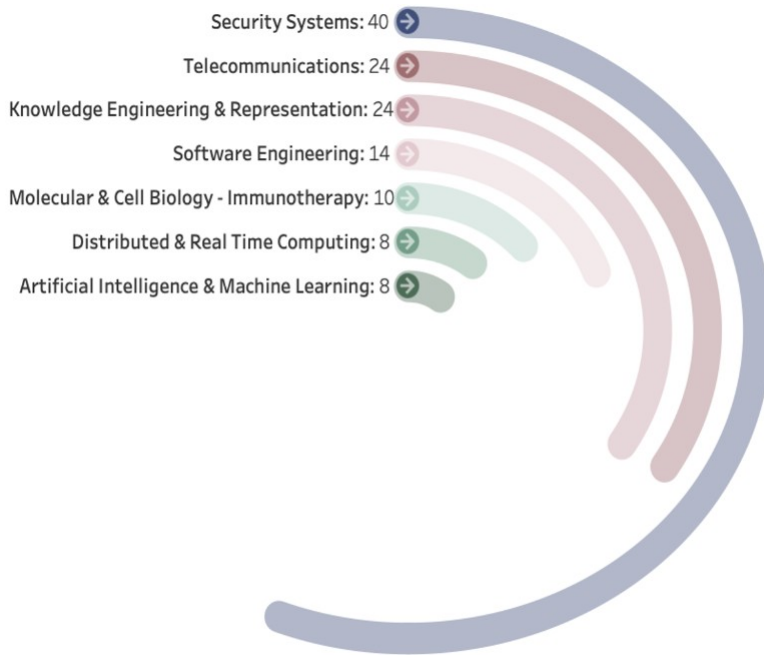 Security Systems: 40
Telecommunications: 24
Knowledge Engineering & Representation: 24
Software Engineering: 14
Molecular & Cell Biology - Immunotherapy: 10
Distributed & Real Time Computing: 8
Artificial Intelligence & Machine Learning: 8